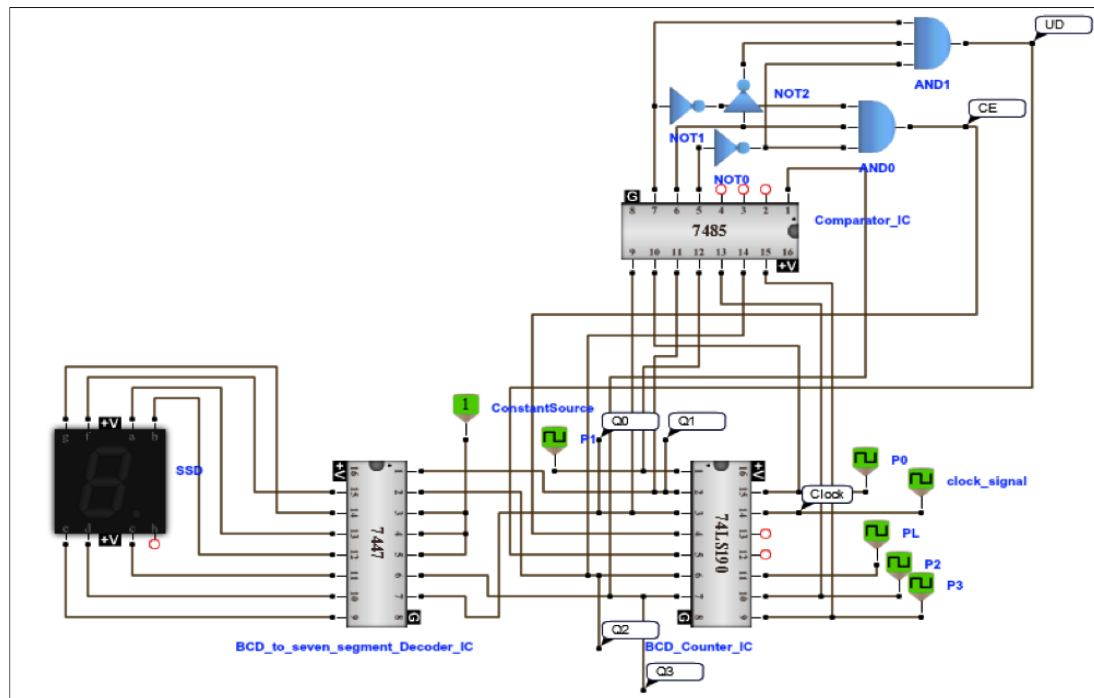 UD
AND1
NOT2
CE
NOT1
AND0
NOT0
G
8 7 6 5 4 3 2 1
7485
Comparator_IC
9 10 11 12 13 14 15 16
+V
1
ConstantSource
P1
Q0
Q1
+V
g f a b
SSD
e d c h
+V
+V
16 15 14 13 12 11 10 9
7447
1 2 3 4 5 6 7 8
G
BCD_to_seven_segment_Decoder_IC
1 2 3 4 5 6 7 8
74LS190
16 15 14 13 12 11 10 9
+V
G
BCD_Counter_IC
P0
clock_signal
Clock
PL
P2
P3
Q2
Q3